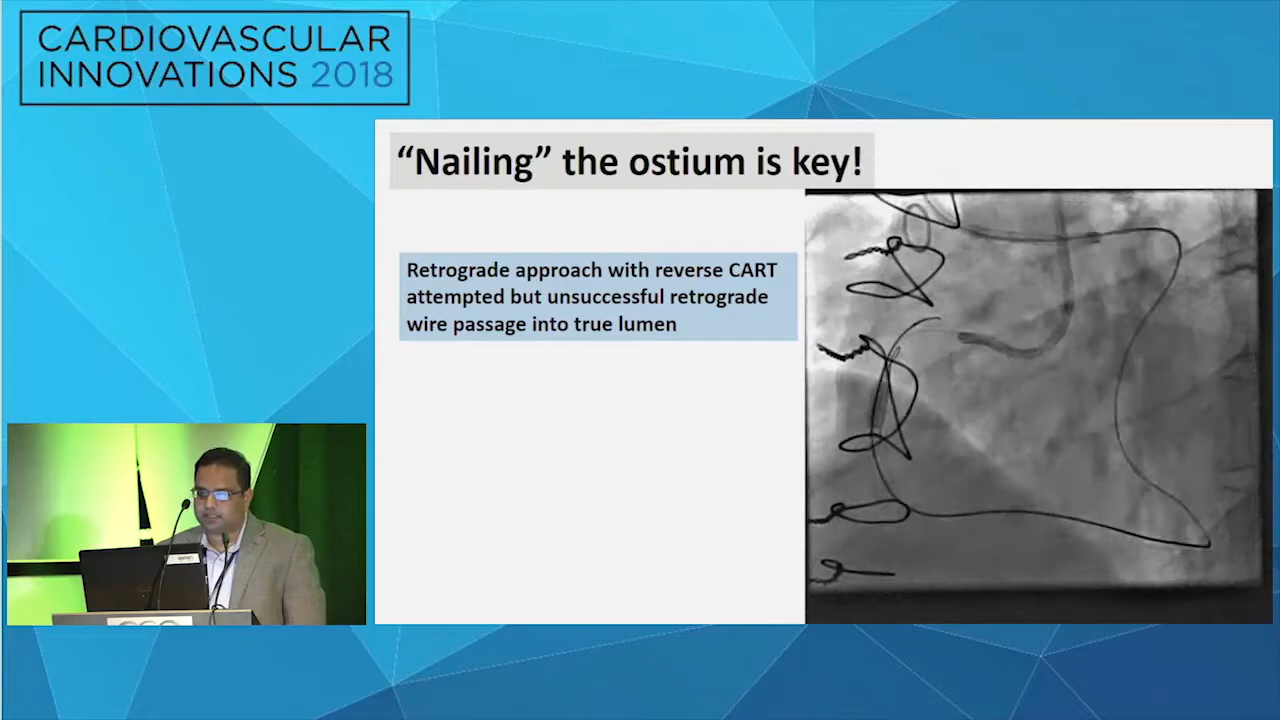 CARDIOVASCULAR
INNOVATIONS 2018
“Nailing” the ostium is key!
Retrograde approach with reverse CART
attempted but unsuccessful retrograde
wire passage into true lumen